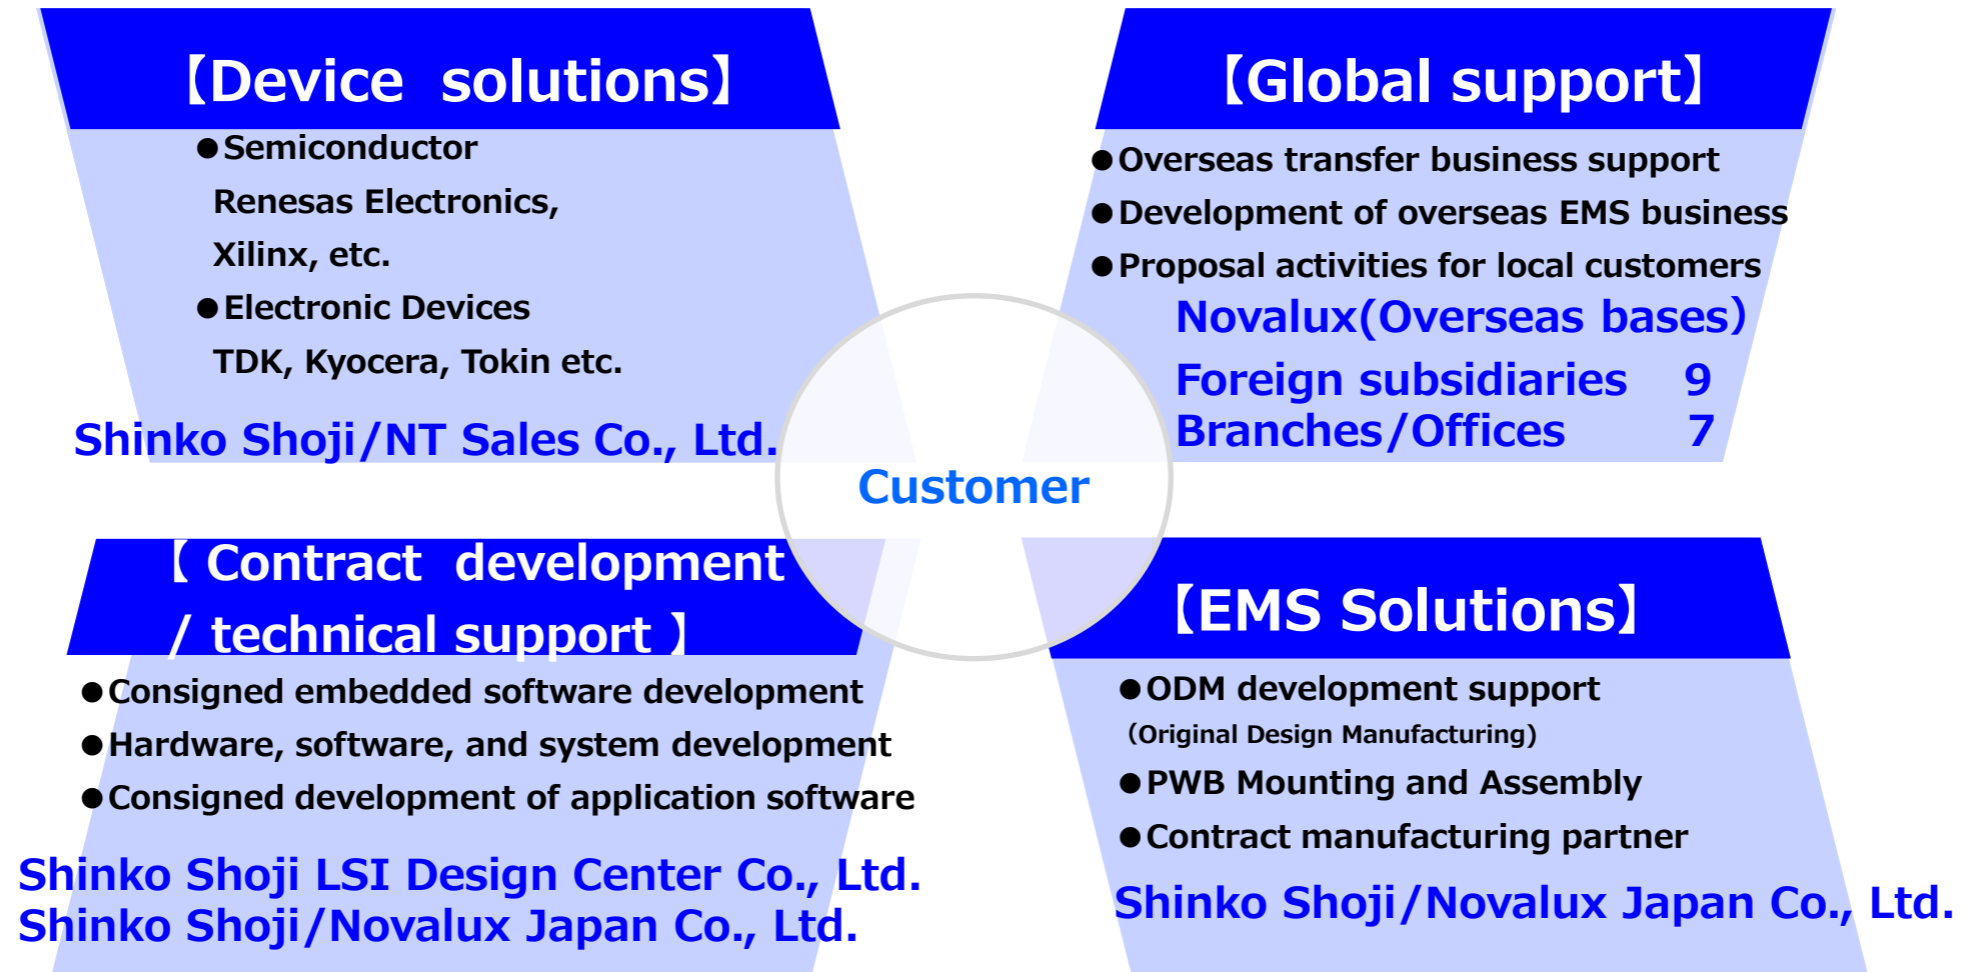 【Device solutions】
●Semiconductor
Renesas Electronics,
Xilinx, etc.
●Electronic Devices
TDK, Kyocera, Tokin etc.
Shinko Shoji/NT Sales Co., Ltd.
【Global support】
●Overseas transfer business support
●Development of overseas EMS business
●Proposal activities for local customers
Novalux(Overseas bases）
Foreign subsidiaries 9
Branches/Offices 7
Customer
【 Contract development
/ technical support 】
●Consigned embedded software development
●Hardware, software, and system development
●Consigned development of application software
Shinko Shoji LSI Design Center Co., Ltd.
Shinko Shoji/Novalux Japan Co., Ltd.
【EMS Solutions】
●ODM development support
（Original Design Manufacturing)
●PWB Mounting and Assembly
●Contract manufacturing partner
Shinko Shoji/Novalux Japan Co., Ltd.